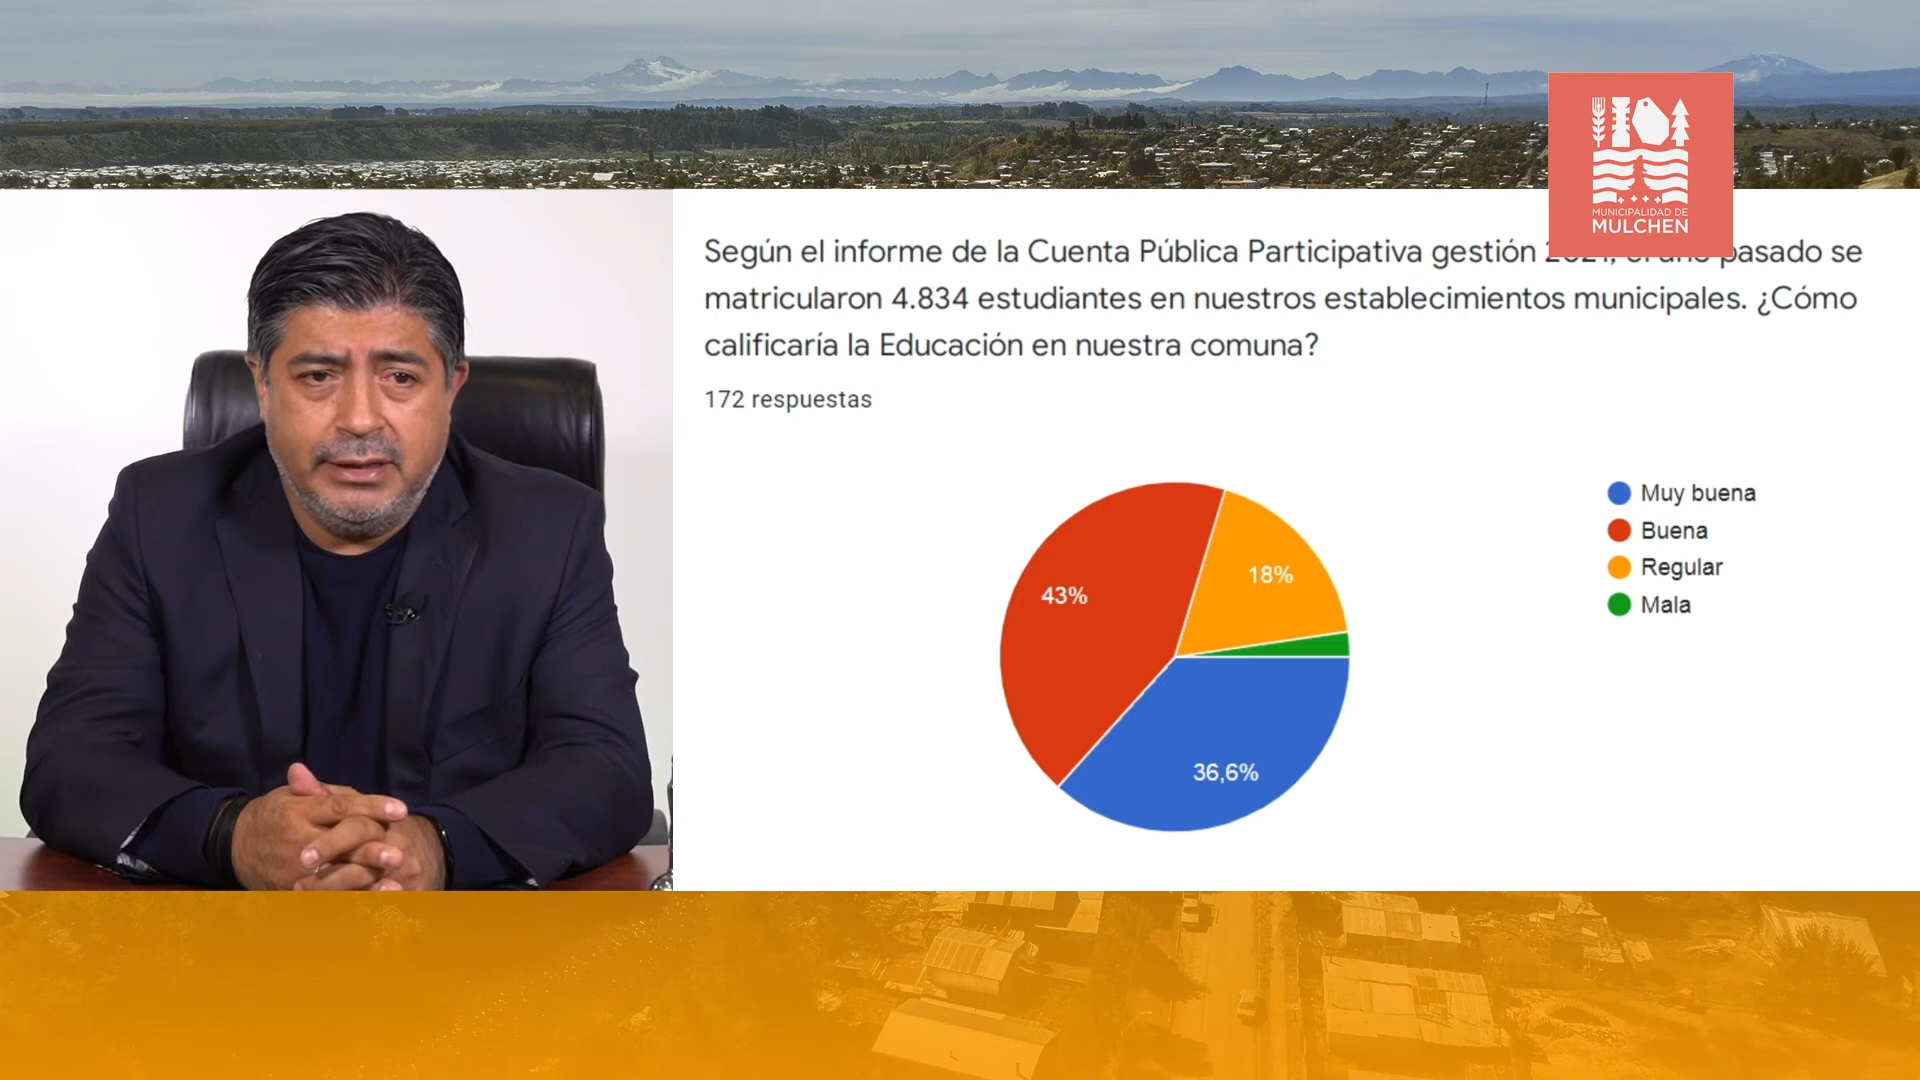 MUNICIPALIDAD DE
MULCHEN
Según el informe de la Cuenta Pública Participativa gestión pasado se
matricularon 4.834 estudiantes en nuestros establecimientos municipales. ¿Cómo
calificaría la Educación en nuestra comuna?
172 respuestas
Muy buena
Buena
Regular
Mala
43%
18%
36,6%